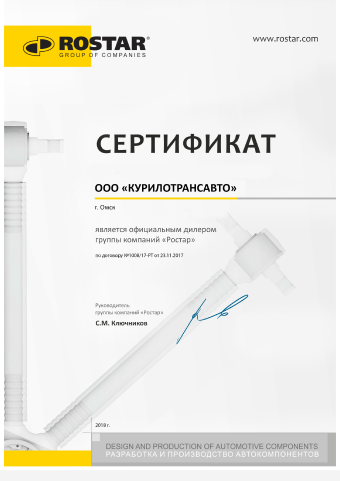 ROSTAR®
GROUP OF COMPANIES
www.rostar.com
СЕРТИФИКАТ
ООО «КУРИЛОТРАНСАВТО»
г. Омск
является официальным дилером
группы компаний «Ростар»
по договору №1008/17-РТ от 23.11.2017
Руководитель
группы компаний «Ростар»
С.М. Ключников
2018 г.
DESIGN AND PRODUCTION OF AUTOMOTIVE COMPONENTS
РАЗРАБОТКА И ПРОИЗВОДСТВО АВТОКОМПОНЕНТОВ